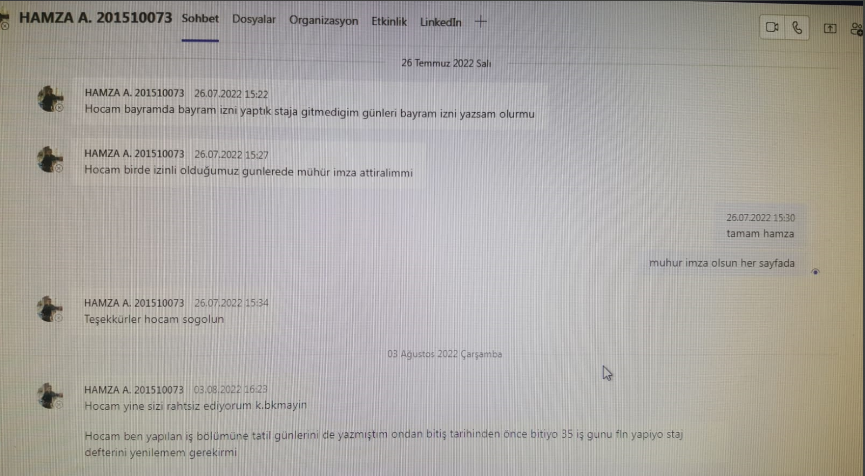 HAMZA A. 201510073 Sohbet Dosyalar Organizasyon Etkinlik LinkedIn
26 Temmuz 2022 Salı
HAMZA A. 201510073 26.07.2022 15:22
Hocam bayramda bayram izni yaptık staja gitmedigim günleri bayram izni yazsam olurmu
HAMZA A. 201510073 26.07.2022 15:27
Hocam birde izinli olduğumuz gunlerede mühür imza attiralimmi
26.07.2022 15:30
tamam hamza
muhur imza olsun her sayfada
HAMZA A. 201510073 26.07.2022 15:34
Teşekkürler hocam sogolun
03 Ağustos 2022 Çarşamba
HAMZA A. 201510073 03.08.2022 16:23
Hocam yine sizi rahtsiz ediyorum k.bkmayın
Hocam ben yapılan iş bölümüne tatil günlerini de yazmıştim ondan bitiş tarihinden önce bitiyo 35 iş gunu fln yapiyo staj
defterini yenilemem gerekirmi